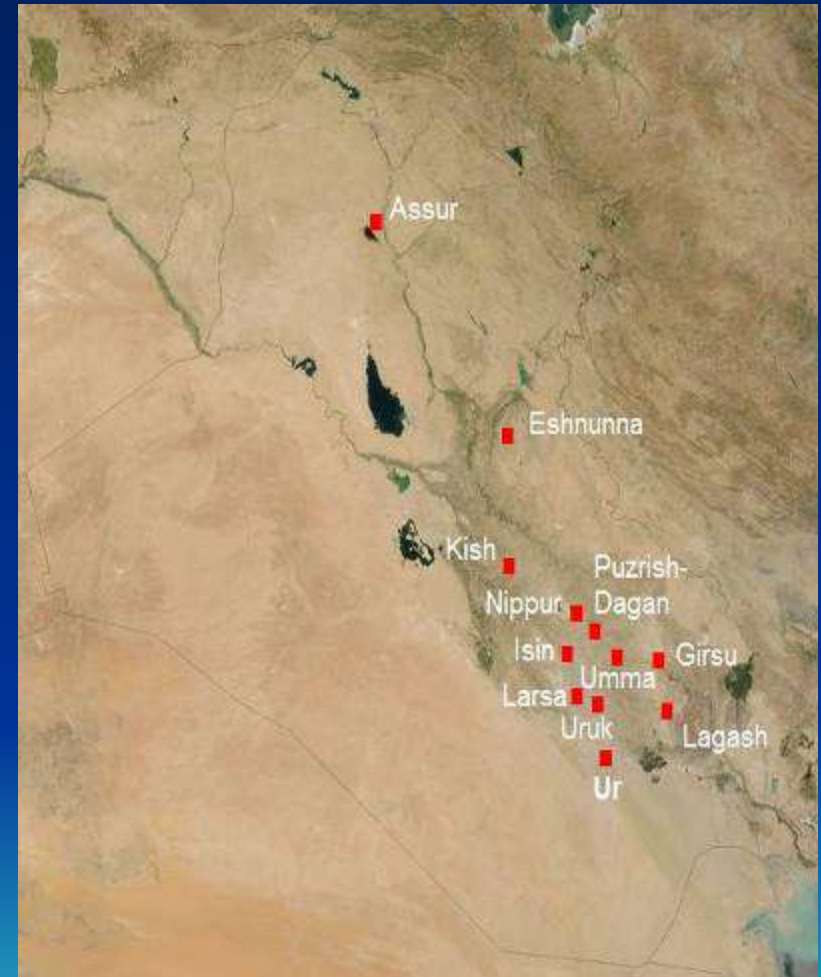 Assur
Eshnunna
Kish
Puzrish-
Nippur Dagan
Isin
Girsu
Umma
Larsa
Uruk
Lagash
Ur